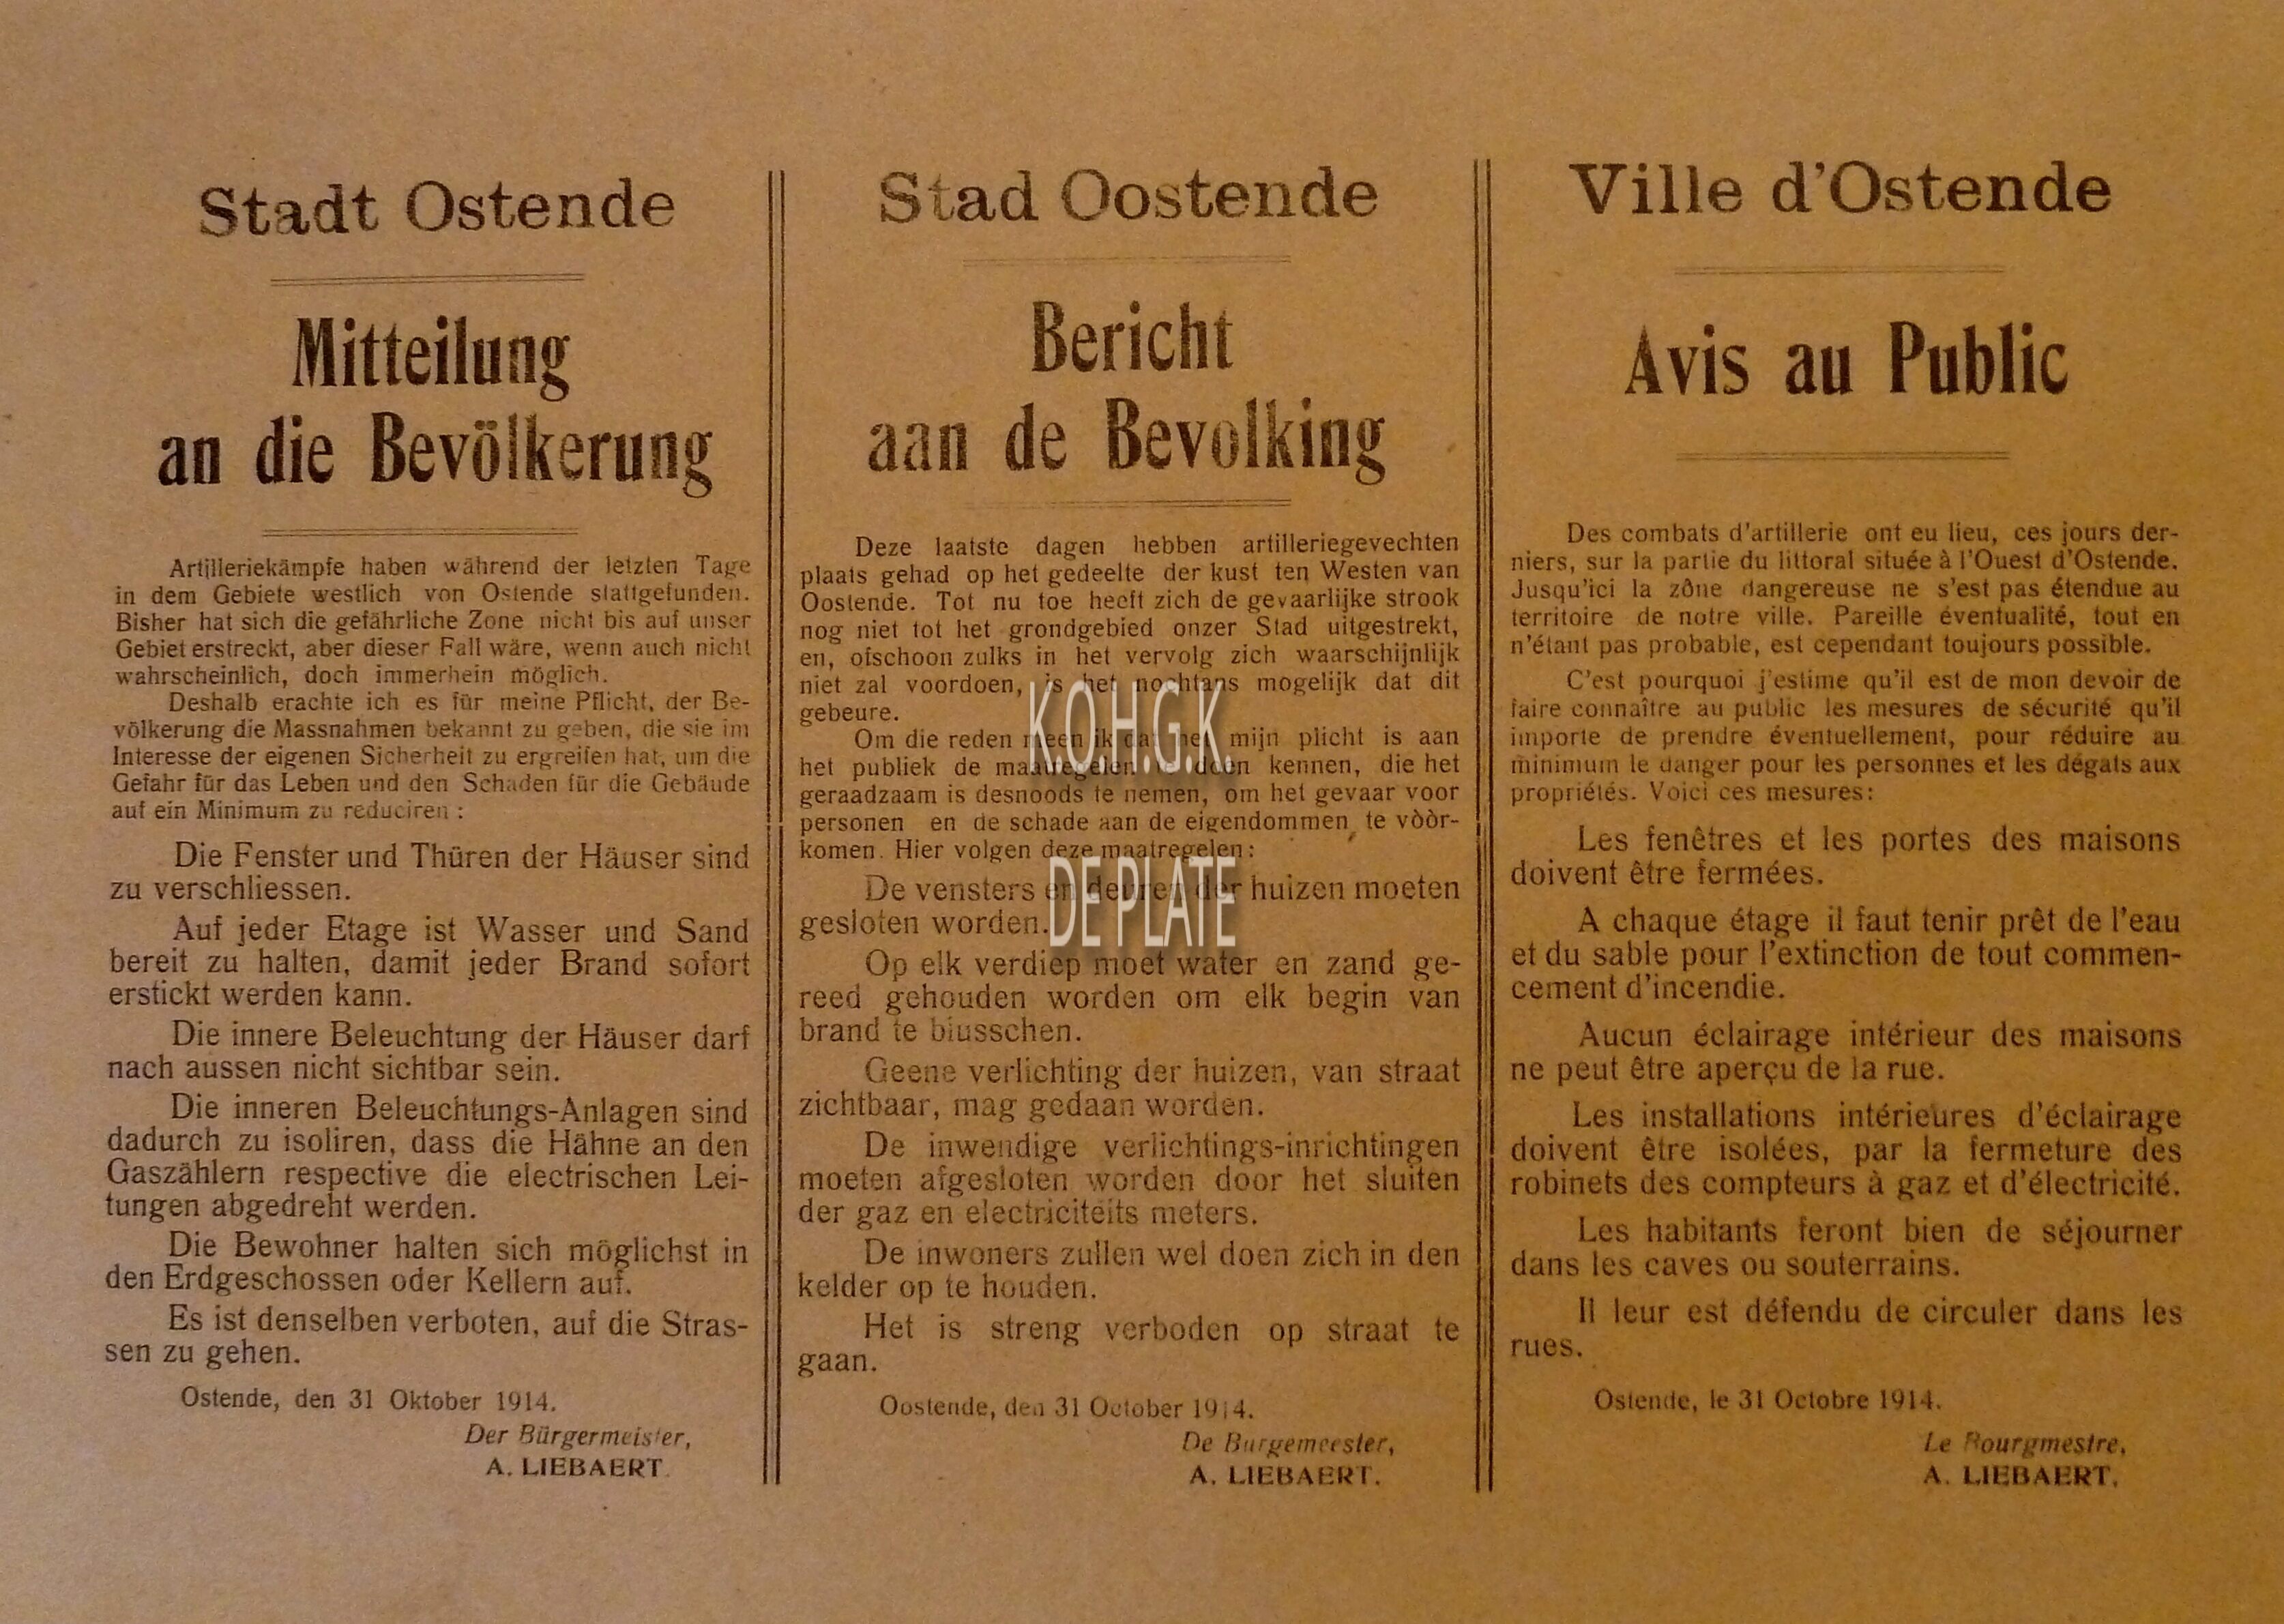 Stadt Ostende
Mitteilung
an die Bevölkerung
Artilleriekämpfe haben während der letzten Tage
in dem Gebiete westlich von Ostende stattgefunden.
Bisher hat sich die gefährliche Zone nicht bis auf unser
Gebiet erstreckt, aber dieser Fall wäre, wenn auch nicht
wahrscheinlich, doch immerhein möglich.
Deshalb erachte ich es für meine Pflicht, der Be-
völkerung die Massnahmen bekannt zu geben, die sie im
Interesse der eigenen Sicherheit zu ergreifen hat, um die
Gefahr für das Leben und den Schaden für die Gebäude
auf ein Minimum zu reduciren :
Die Fenster und Thüren der Häuser sind
zu verschliessen.
Auf jeder Etage ist Wasser und Sand
bereit zu halten, damit jeder Brand sofort
erstickt werden kann.
Die innere Beleuchtung der Häuser darf
nach aussen nicht sichtbar sein.
Die inneren Beleuchtungs-Anlagen sind
dadurch zu isoliren, dass die Hähne an den
Gaszählern respective die electrischen Lei-
tungen abgedreht werden.
Die Bewohner halten sich möglichst in
den Erdgeschossen oder Kellern auf.
Es ist denselben verboten, auf die Stras-
sen zu gehen.
Ostende, den 31 Oktober 1914.
Der Bürgermeister,
A. LIEBAERT.
Stad Oostende
Bericht
aan de Bevolking
Deze laatste dagen hebben artilleriegevechten
plaats gehad op het gedeelte der kust ten Westen van
Oostende. Tot nu toe heeft zich de gevaarlijke strook
nog niet tot het grondgebied onzer Stad uitgestrekt,
en, ofschoon zulks in het vervolg zich waarschijnlijk
niet zal voordoen, is het nochtans mogelijk dat dit
gebeure.
Om die reden meen ik dat het mijn plicht is aan
het publiek de maatregelen te doen kennen, die het
geraadzaam is desnoods te nemen, om het gevaar voor
personen en de schade aan de eigendommen te vòòr-
komen. Hier volgen deze maatregelen:
De vensters en deuren der huizen moeten
gesloten worden.
Op elk verdiep moet water en zand ge-
reed gehouden worden om elk begin van
brand te blusschen.
Geene verlichting der huizen, van straat
zichtbaar, mag gedaan worden.
De inwendige verlichtings-inrichtingen
moeten afgesloten worden door het sluiten
der gaz en electriciteits meters.
De inwoners zullen wel doen zich in den
kelder op te houden.
Het is streng verboden op straat te
gaan.
Oostende, den 31 October 1914.
De Burgemeester,
A. LIEBAERT.
Ville d'Ostende
Avis au Public
Des combats d'artillerie ont eu lieu, ces jours der-
niers, sur la partie du littoral située à l'Ouest d'Ostende.
Jusqu'ici la zône dangereuse ne s'est pas étendue au
territoire de notre ville. Pareille éventualité, tout en
n'étant pas probable, est cependant toujours possible.
C'est pourquoi j'estime qu'il est de mon devoir de
faire connaître au public les mesures de sécurité qu'il
importe de prendre éventuellement, pour réduire au
minimum le danger pour les personnes et les dégats aux
propriétés. Voici ces mesures:
Les fenêtres et les portes des maisons
doivent être fermées.
A chaque étage il faut tenir prêt de l'eau
et du sable pour l'extinction de tout commen-
cement d'incendie.
Aucun éclairage intérieur des maisons
ne peut être aperçu de la rue.
Les installations intérieures d'éclairage
doivent être isolées, par la fermeture des
robinets des compteurs à gaz et d'électricité.
Les habitants feront bien de séjourner
dans les caves ou souterrains.
Il leur est défendu de circuler dans les
rues.
Ostende, le 31 Octobre 1914.
Le Bourgmestre,
A. LIEBAERT.
K.O.H.G.K.
DE PLATE